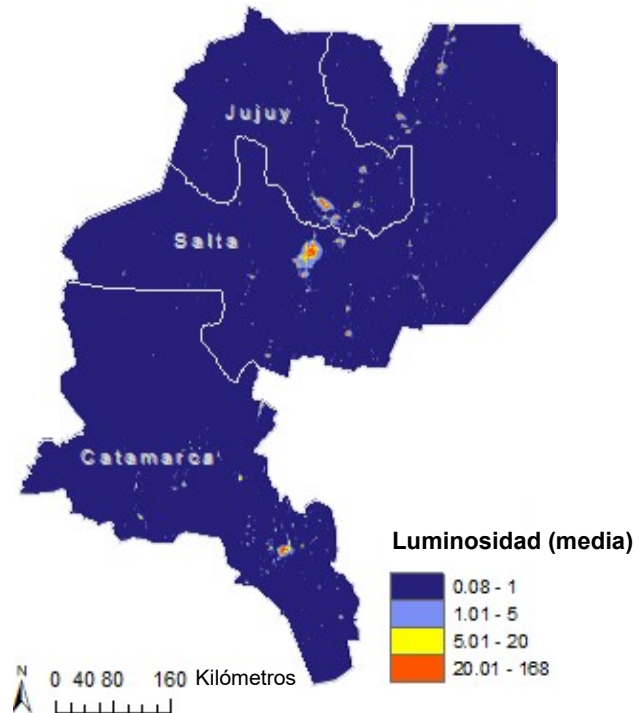 Jujuy
Salta
Catamarca
Luminosidad (media)
0.08 - 1
1.01 - 5
5.01 - 20
20.01 - 168
N
0 40 80 160 Kilómetros